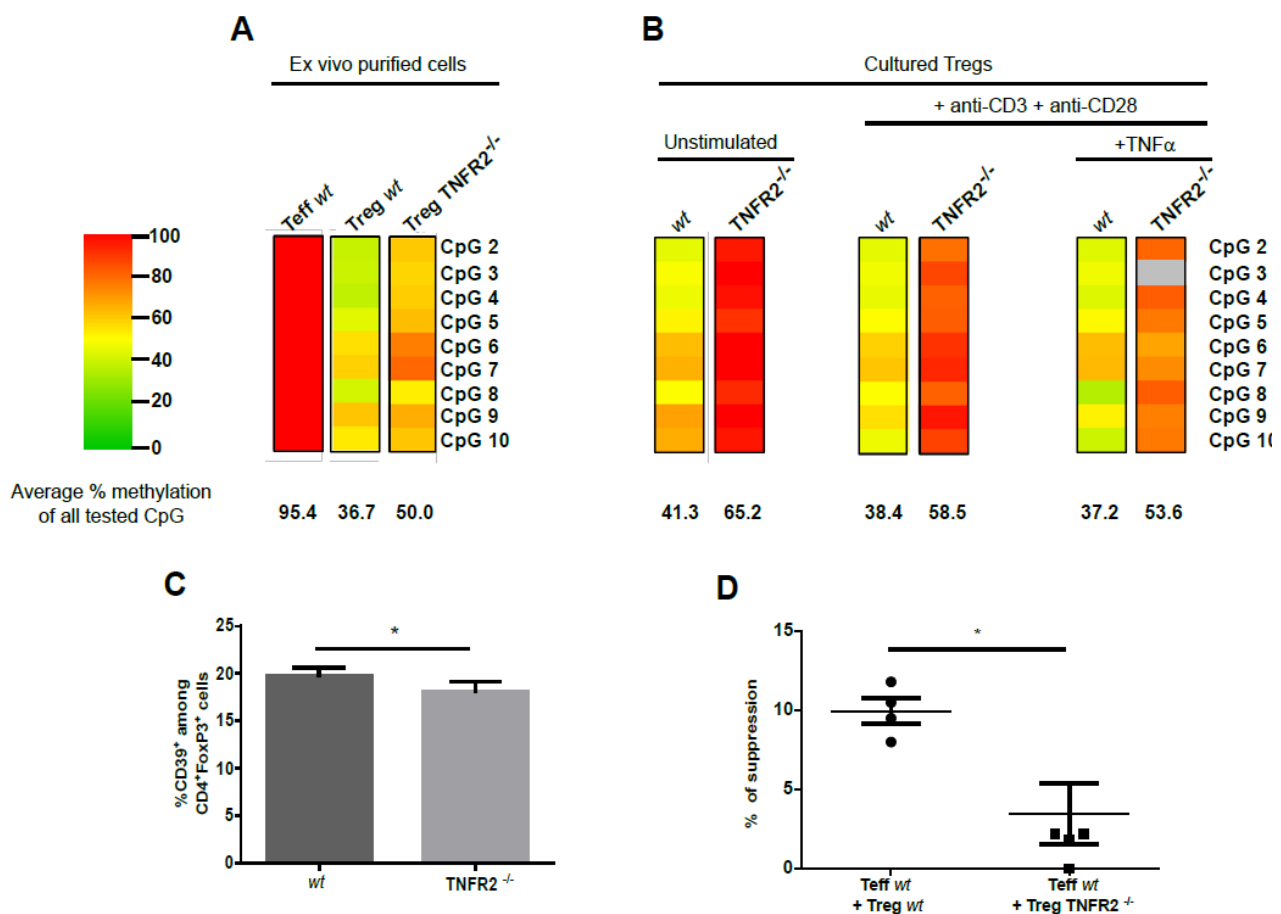 A
B
Ex vivo purified cells
Cultured Tregs
+ anti-CD3 + anti-CD28
Unstimulated
+TNFα
Teff wt
Treg wt
Treg TNFR2-/-
wt
TNFR2-/-
wt
TNFR2-/-
wt
TNFR2-/-
100
80
60
40
20
0
CpG 2
CpG 3
CpG 4
CpG 5
CpG 6
CpG 7
CpG 8
CpG 9
CpG 10
CpG 2
CpG 3
CpG 4
CpG 5
CpG 6
CpG 7
CpG 8
CpG 9
CpG 10
Average % methylation
of all tested CpG
95.4 36.7 50.0
41.3 65.2
38.4 58.5
37.2 53.6
C
D
25
20
15
10
5
0
*
%CD39+ among
CD4+FoxP3+ cells
wt
TNFR2 -/-
15
10
5
0
*
% of suppression
Teff wt
+ Treg wt
Teff wt
+ Treg TNFR2 -/-